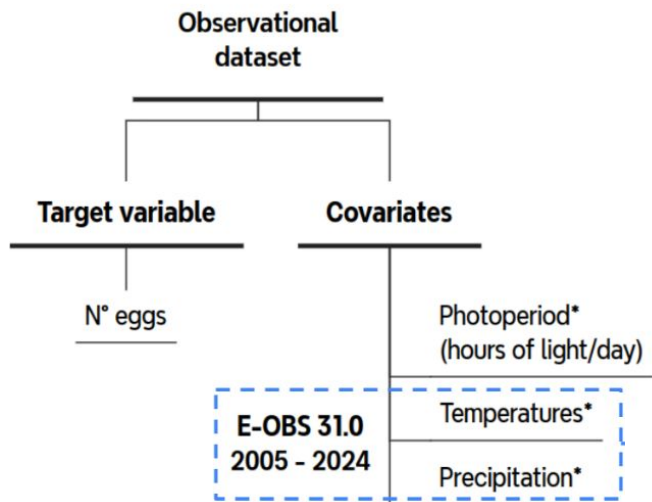 Observational
dataset
Target variable
Covariates
N° eggs
Photoperiod*
(hours of light/day)
E-OBS 31.0
2005 - 2024
Temperatures*
Precipitation*